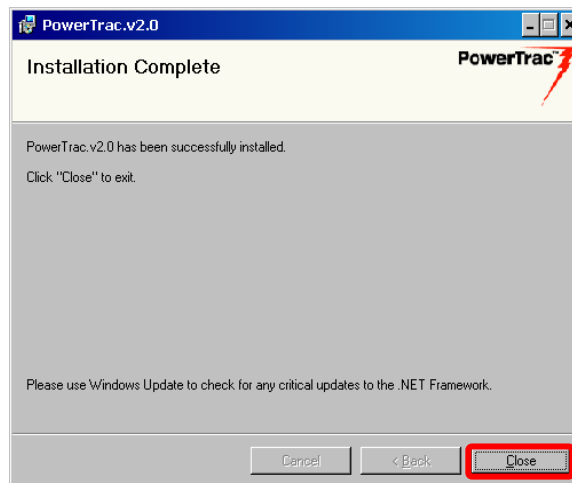 PowerTrac.v2.0
Installation Complete
PowerTrac™
PowerTrac.v2.0 has been successfully installed.
Click "Close" to exit.
Please use Windows Update to check for any critical updates to the .NET Framework.
Cancel
< Back
Close